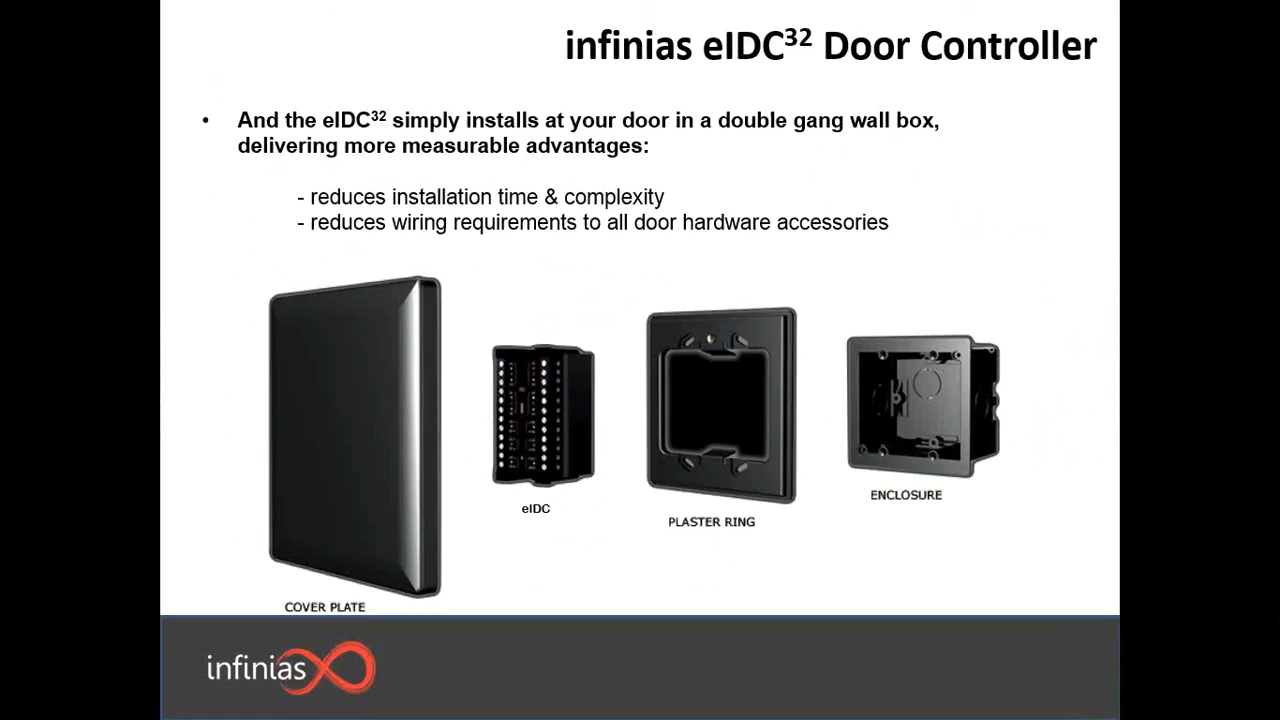 infinias eIDC³² Door Controller
• And the eIDC³² simply installs at your door in a double gang wall box,
delivering more measurable advantages:
- reduces installation time & complexity
- reduces wiring requirements to all door hardware accessories
COVER PLATE
eIDC
PLASTER RING
ENCLOSURE
infinias